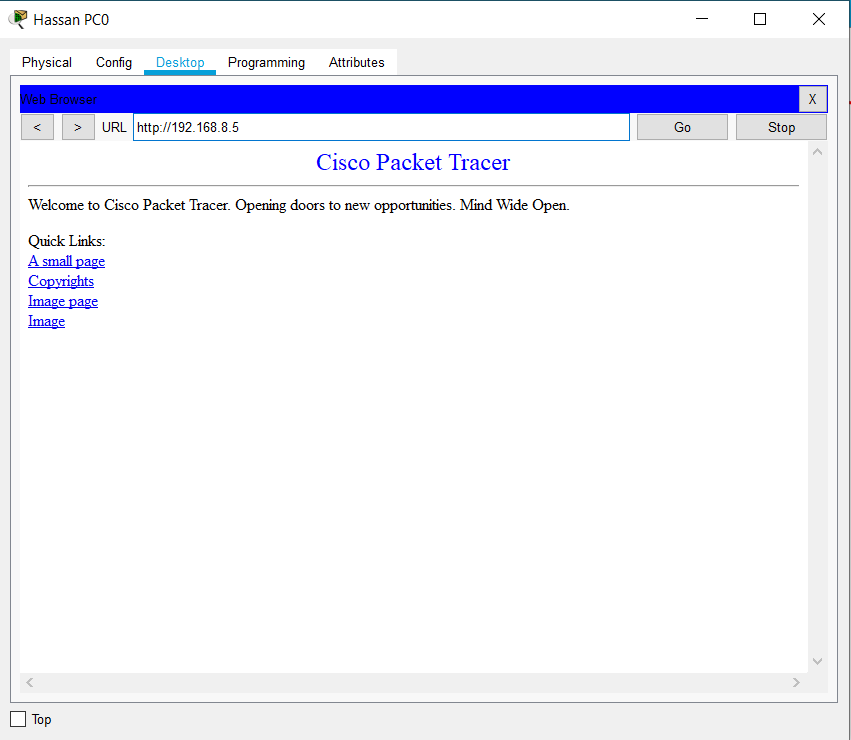 Hassan PC0
Physical Config Desktop Programming Attributes
Web Browser
X
< > URL http://192.168.8.5 Go Stop
Cisco Packet Tracer
Welcome to Cisco Packet Tracer. Opening doors to new opportunities. Mind Wide Open.
Quick Links:
A small page
Copyrights
Image page
Image
Top